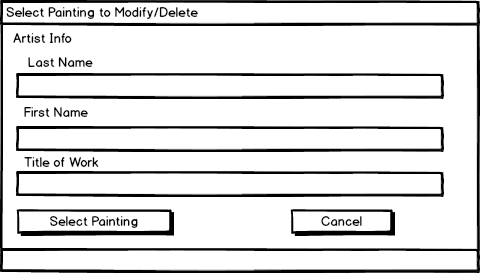 Select Painting to Modify/Delete
Artist Info
Last Name
First Name
Title of Work
Select Painting
Cancel